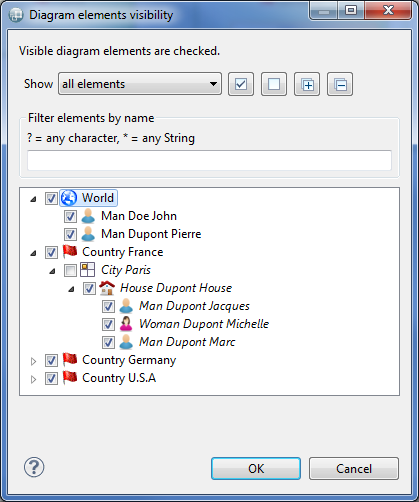 Diagram elements visibility
Visible diagram elements are checked.
Show all elements
Filter elements by name
? = any character, * = any String
World
Man Doe John
Man Dupont Pierre
Country France
City Paris
House Dupont House
Man Dupont Jacques
Woman Dupont Michelle
Man Dupont Marc
Country Germany
Country U.S.A
?
OK Cancel